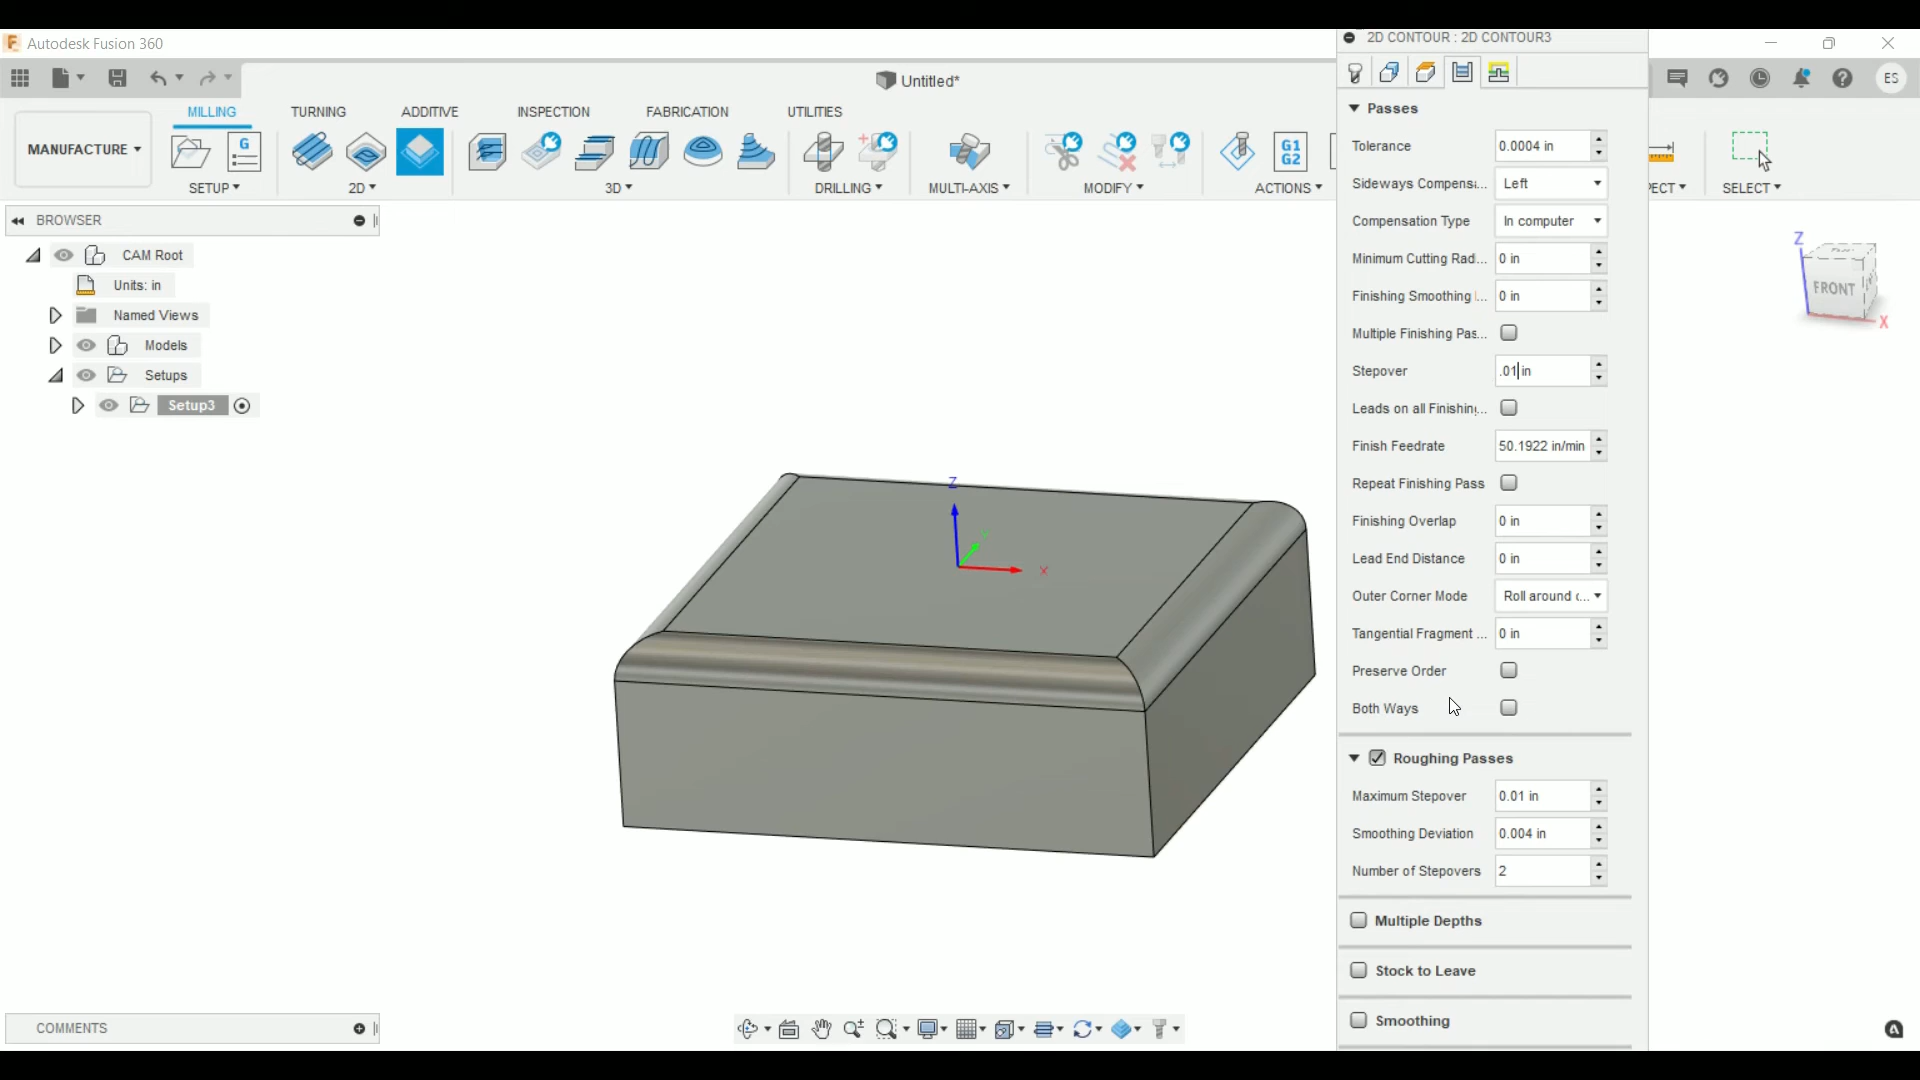 Autodesk Fusion 360
2D CONTOUR : 2D CONTOUR3
Untitled*
ES
MILLING TURNING ADDITIVE INSPECTION FABRICATION UTILITIES
MANUFACTURE
G
G1
G2
SETUP 2D 3D DRILLING MULTI-AXIS MODIFY ACTIONS PECT SELECT
BROWSER
CAM Root
Units: in
Named Views
Models
Setups
Setup3
Passes
Tolerance 0.0004 in
Sideways Compens... Left
Compensation Type In computer
Minimum Cutting Rad... 0 in
Finishing Smoothing ... 0 in
Multiple Finishing Pas...
Stepover .01 in
Leads on all Finishin...
Finish Feedrate 50.1922 in/min
Repeat Finishing Pass
Finishing Overlap 0 in
Lead End Distance 0 in
Outer Corner Mode Roll around c...
Tangential Fragment ... 0 in
Preserve Order
Both Ways
Roughing Passes
Maximum Stepover 0.01 in
Smoothing Deviation 0.004 in
Number of Stepovers 2
Multiple Depths
Stock to Leave
Smoothing
Z
FRONT
X
Z
Y
X
COMMENTS